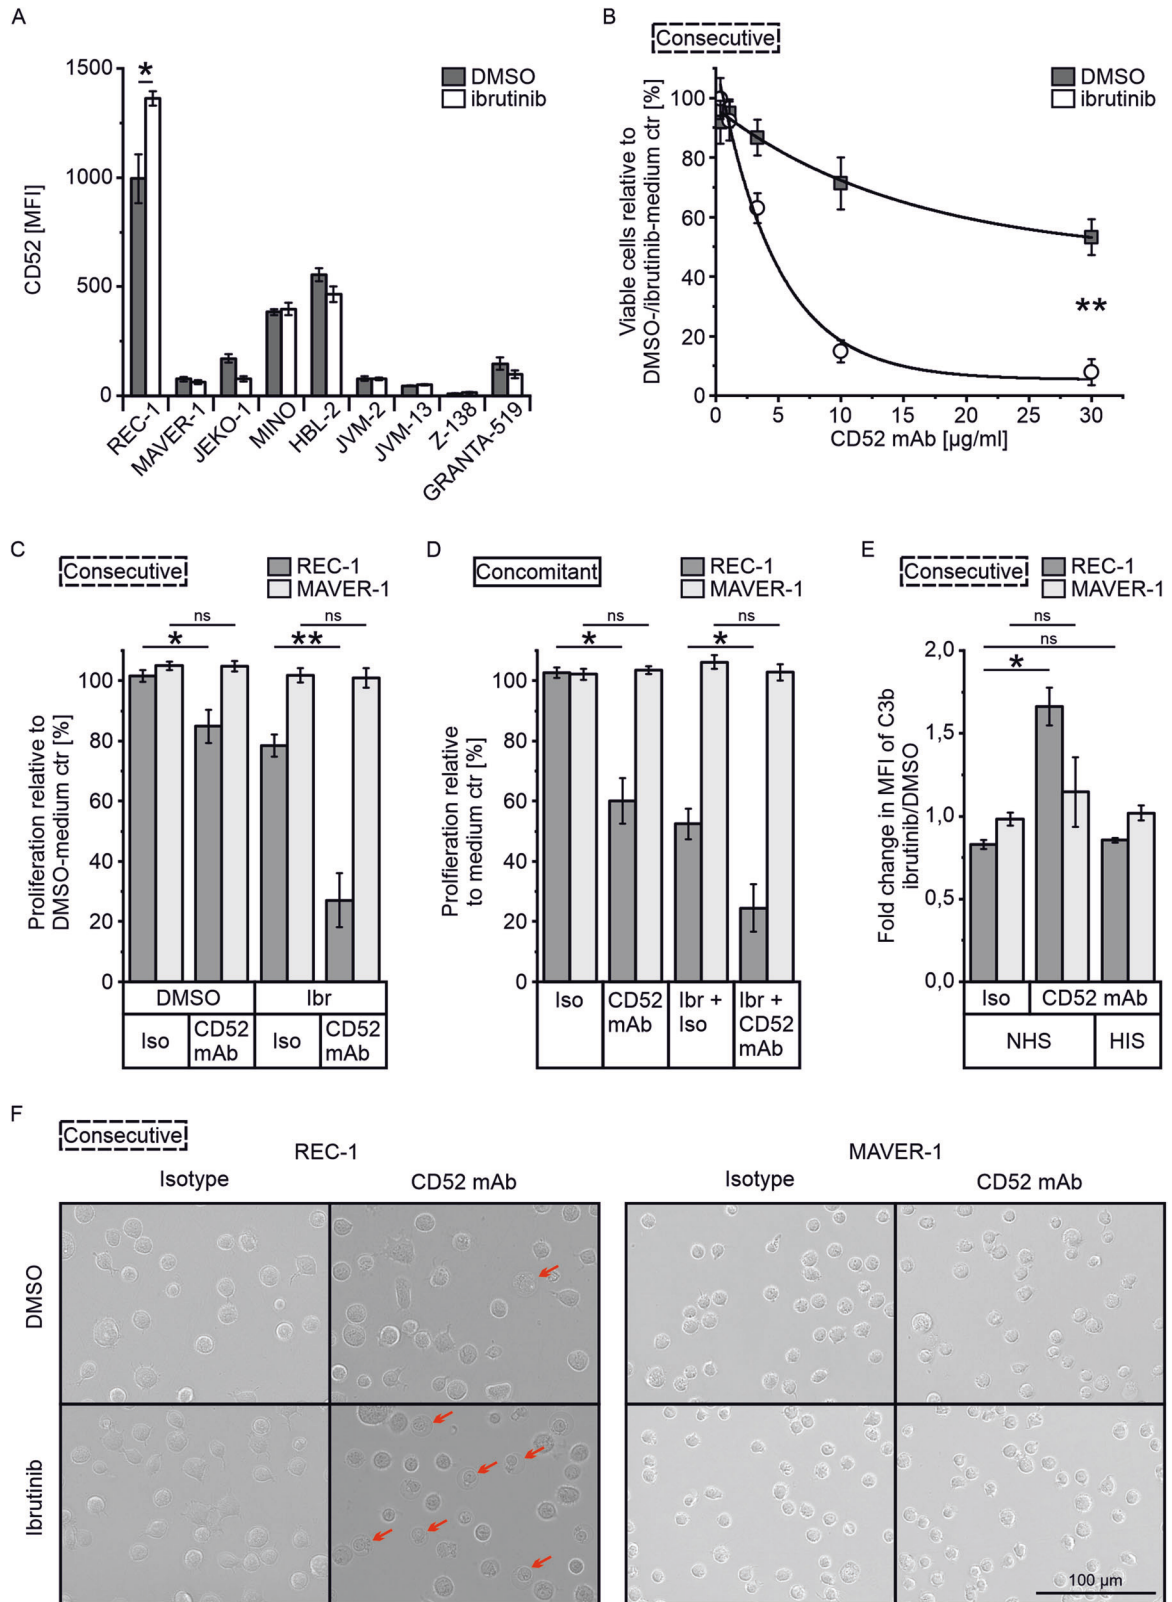 A
CD52 [MFI]
1500
1000
500
0
*
DMSO
ibrutinib
REC-1
MAVER-1
JEKO-1
MINO
HBL-2
JVM-2
JVM-13
Z-138
GRANTA-519
B
Consecutive
Viable cells relative to
DMSO-/ibrutinib-medium ctr [%]
100
80
60
40
20
0
DMSO
ibrutinib
**
0
5
10
15
20
25
30
CD52 mAb [µg/ml]
C
Consecutive
REC-1
MAVER-1
ns
ns
*
**
Proliferation relative to
DMSO-medium ctr [%]
100
80
60
40
20
0
DMSO
Ibr
Iso
CD52
mAb
Iso
CD52
mAb
D
Concomitant
REC-1
MAVER-1
ns
ns
*
*
Prolfieration relative
to medium ctr [%]
100
80
60
40
20
0
Iso
CD52
mAb
Ibr +
Iso
Ibr +
CD52
mAb
E
Consecutive
REC-1
MAVER-1
ns
ns
*
Fold change in MFI of C3b
ibrutinib/DMSO
2,0
1,5
1,0
0,5
0,0
Iso
CD52 mAb
NHS
HIS
F
Consecutive
REC-1
MAVER-1
Isotype
CD52 mAb
Isotype
CD52 mAb
DMSO
Ibrutinib
100 µm